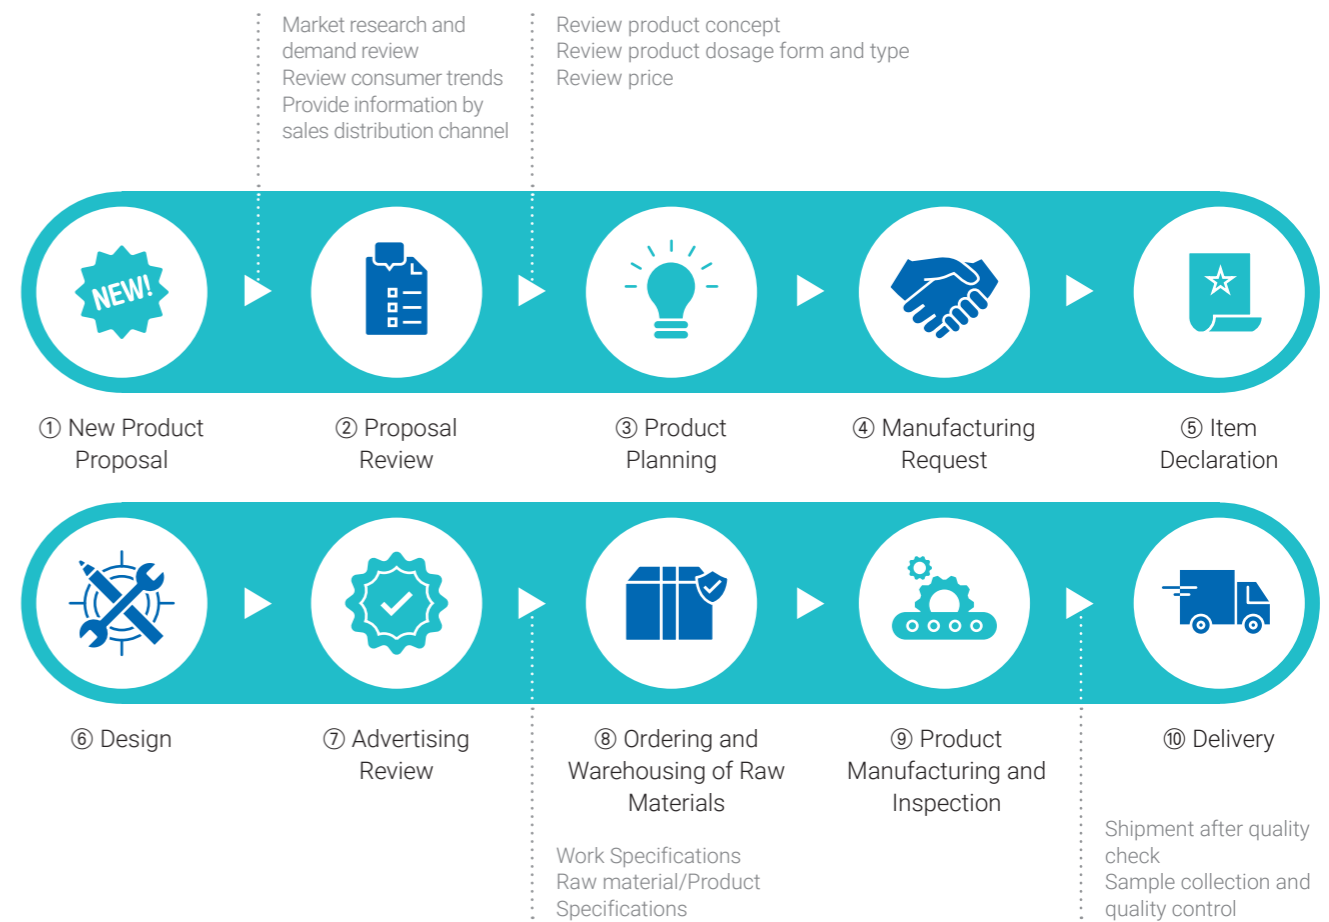 Market research and
demand review
Review consumer trends
Provide information by
sales distribution channel
Review product concept
Review product dosage form and type
Review price
NEW!
① New Product
Proposal
② Proposal
Review
③ Product
Planning
④ Manufacturing
Request
⑤ Item
Declaration
⑥ Design
⑦ Advertising
Review
⑧ Ordering and
Warehousing of Raw
Materials
⑨ Product
Manufacturing and
Inspection
⑩ Delivery
Work Specifications
Raw material/Product
Specifications
Shipment after quality
check
Sample collection and
quality control